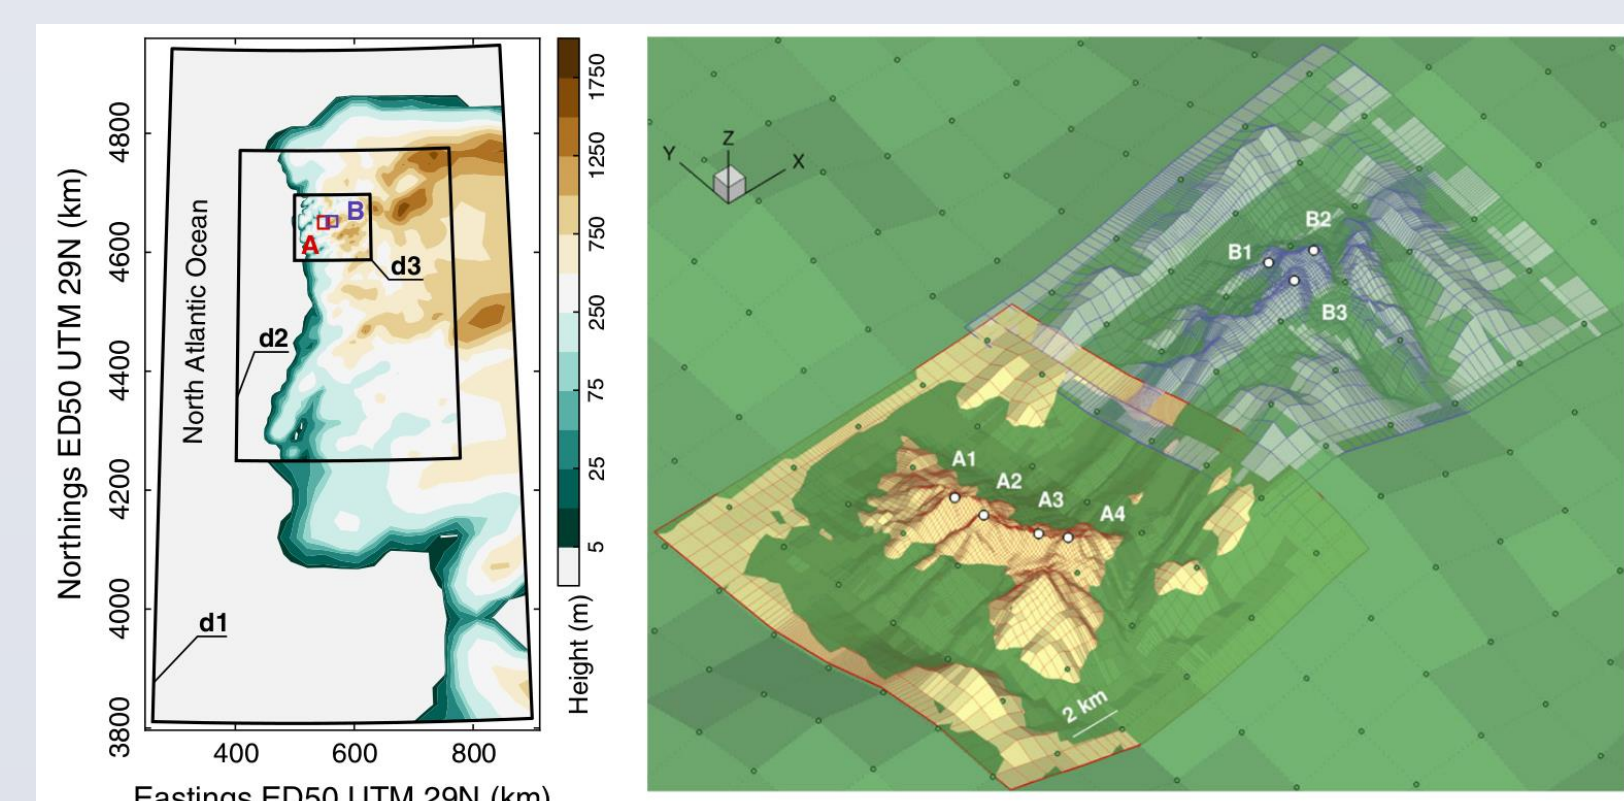 Northings ED50 UTM 29N (km)
4800
4600
4400
4200
4000
3800
North Atlantic Ocean
B
A
d3
d2
d1
400
600
800
Eastings ED50 UTM 29N (km)
1750
1250
750
250
75
25
5
Height (m)
Z
Y
X
B2
B1
B3
A1
A2
A3
A4
2 km